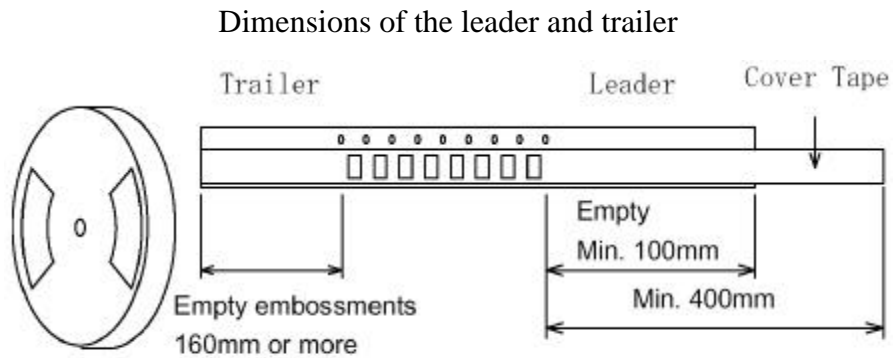 Dimensions of the leader and trailer
Trailer
Leader
Cover Tape
Empty
Min. 100mm
Min. 400mm
Empty embossments
160mm or more